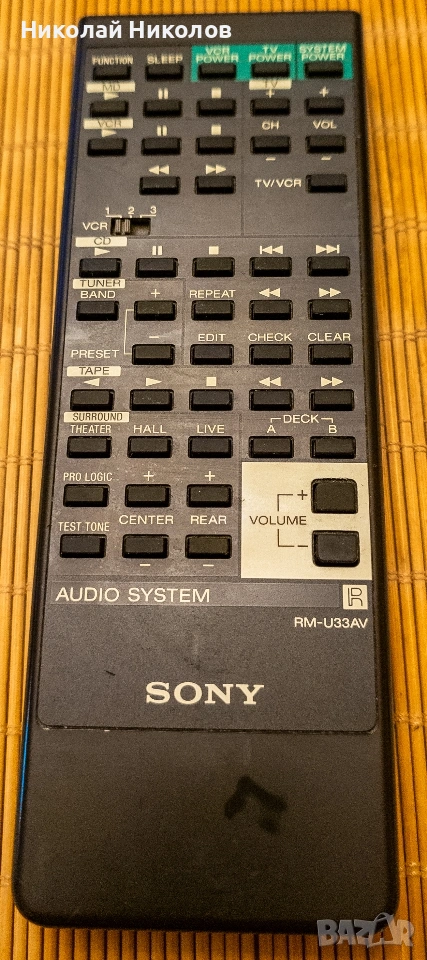 Николай Николов
VCR TV SYSTEM
FUNCTION SLEEP POWER POWER POWER
MD TV
+ +
VCR CH VOL
- -
TV/VCR
1 2 3
VCR
CD
TUNER
BAND + REPEAT
-
PRESET EDIT CHECK CLEAR
TAPE
SURROUND DECK
THEATER HALL LIVE A B
PRO LOGIC + + +
VOLUME
TEST TONE CENTER REAR -
- -
AUDIO SYSTEM
RM-U33AV
SONY
BAZAR